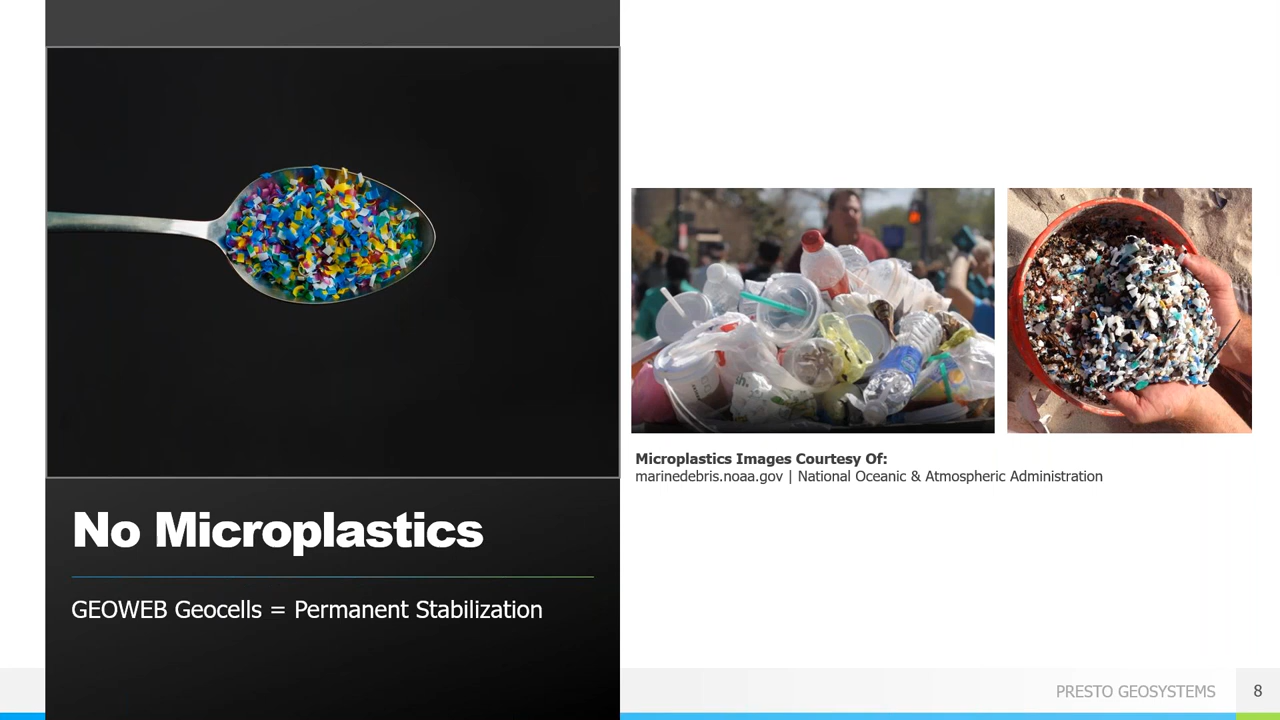 No Microplastics
GEOWEB Geocells = Permanent Stabilization
Microplastics Images Courtesy Of:
marinedebris.noaa.gov | National Oceanic & Atmospheric Administration
PRESTO GEOSYSTEMS
8